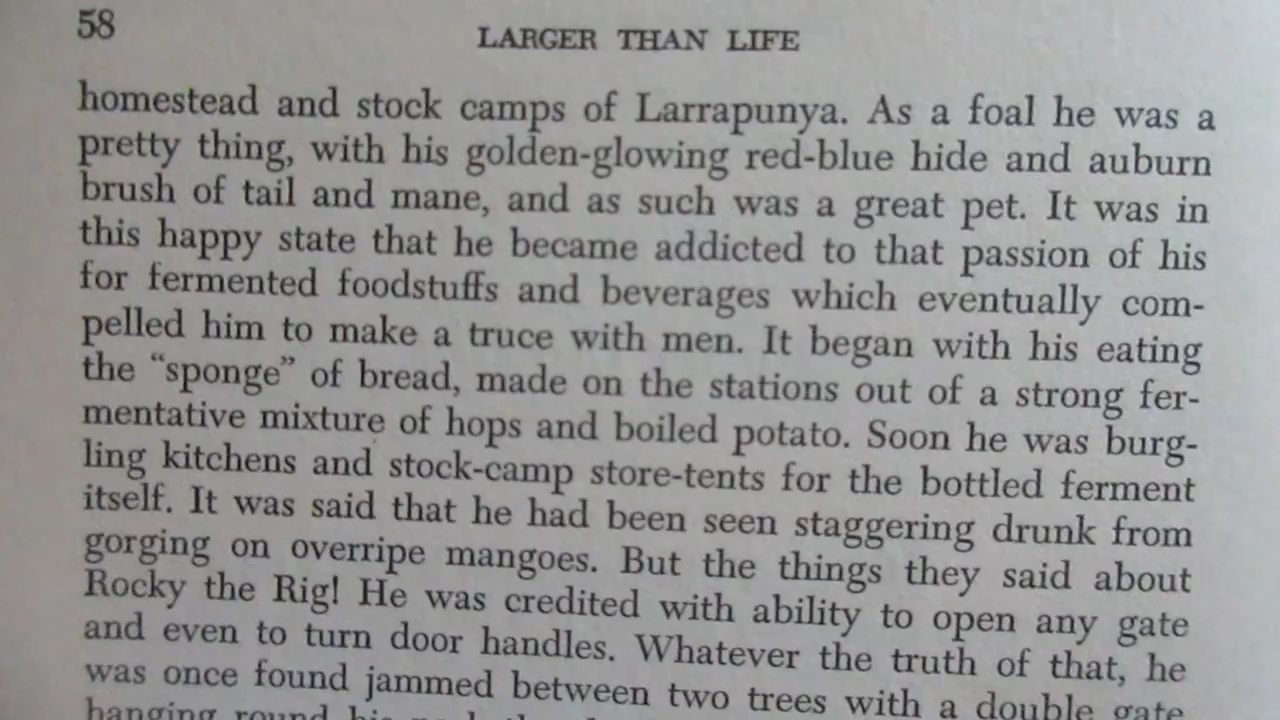 58
LARGER THAN LIFE
homestead and stock camps of Larrapunya. As a foal he was a
pretty thing, with his golden-glowing red-blue hide and auburn
brush of tail and mane, and as such was a great pet. It was in
this happy state that he became addicted to that passion of his
for fermented foodstuffs and beverages which eventually com-
pelled him to make a truce with men. It began with his eating
the “sponge” of bread, made on the stations out of a strong fer-
mentative mixture of hops and boiled potato. Soon he was burg-
ling kitchens and stock-camp store-tents for the bottled ferment
itself. It was said that he had been seen staggering drunk from
gorging on overripe mangoes. But the things they said about
Rocky the Rig! He was credited with ability to open any gate
and even to turn door handles. Whatever the truth of that, he
was once found jammed between two trees with a double gate
hanging round his